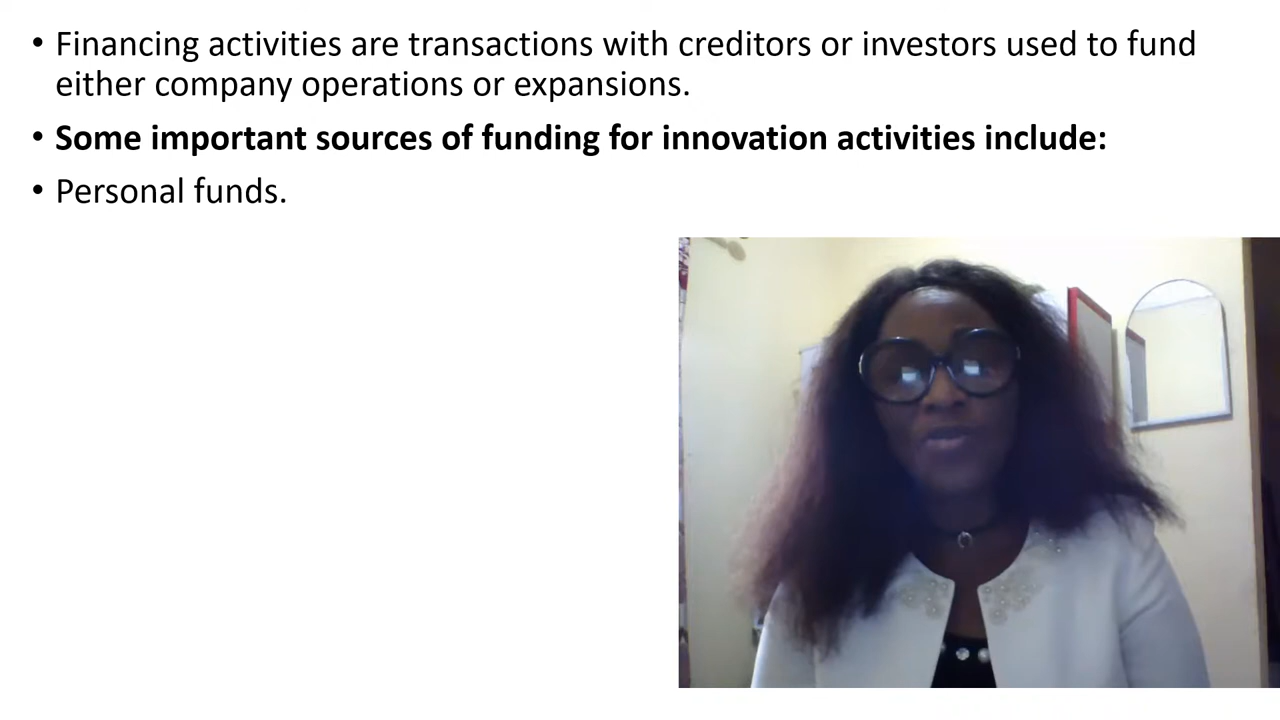 • Financing activities are transactions with creditors or investors used to fund
either company operations or expansions.
• Some important sources of funding for innovation activities include:
• Personal funds.